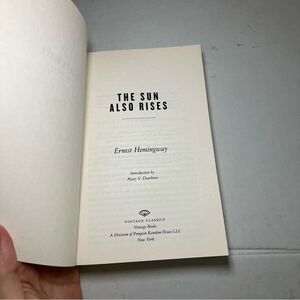 THE SUN
ALSO RISES
Ernest Hemingway
Introduction by
Mary V. Dearborn
VINTAGE CLASSICS
Vintage Books
A Division of Penguin Random House LLC
New York